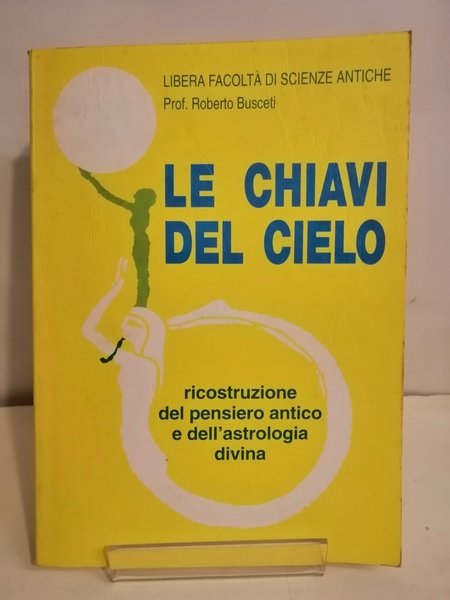 LIBERA FACOLTÀ DI SCIENZE ANTICHE
Prof. Roberto Busceti
LE CHIAVI
DEL CIELO
ricostruzione
del pensiero antico
e dell'astrologia
divina